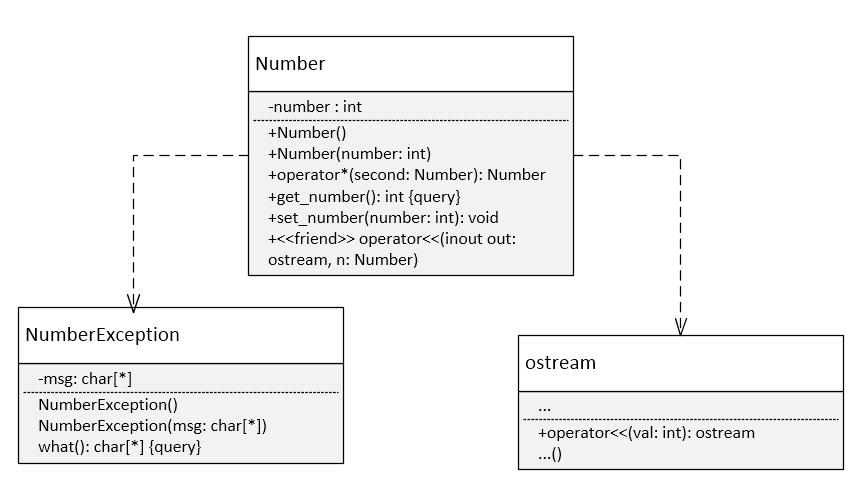 Number
-number : int
+Number()
+Number(number: int)
+operator*(second: Number): Number
+get_number(): int {query}
+set_number(number: int): void
+<<friend>> operator<<(inout out:
ostream, n: Number)
NumberException
-msg: char[*]
NumberException()
NumberException(msg: char[*])
what(): char[*] {query}
ostream
...
+operator<<(val: int): ostream
...()